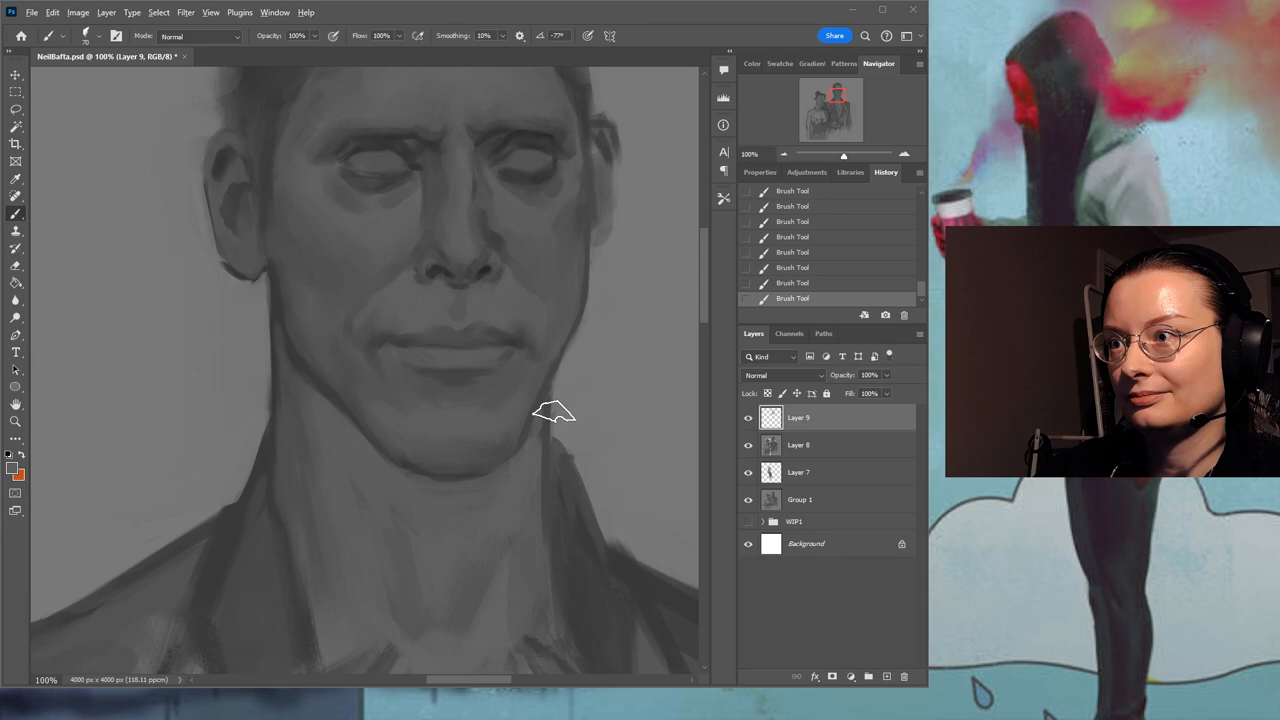 Ps File Edit Image Layer Type Select Filter View Plugins Window Help
70 Mode: Normal Opacity: 100% Flow: 100% Smoothing: 10% -77° Share
NeilBafta.psd @ 100% (Layer 9, RGB/8) * ×
Color Swatche Gradien Patterns Navigator
100%
Properties Adjustments Libraries History
Brush Tool
Brush Tool
Brush Tool
Brush Tool
Brush Tool
Brush Tool
Brush Tool
Brush Tool
Layers Channels Paths
Kind
Normal Opacity: 100%
Lock: Fill: 100%
Layer 9
Layer 8
Layer 7
Group 1
WIP1
Background
100% 4000 px x 4000 px (118.11 ppcm)